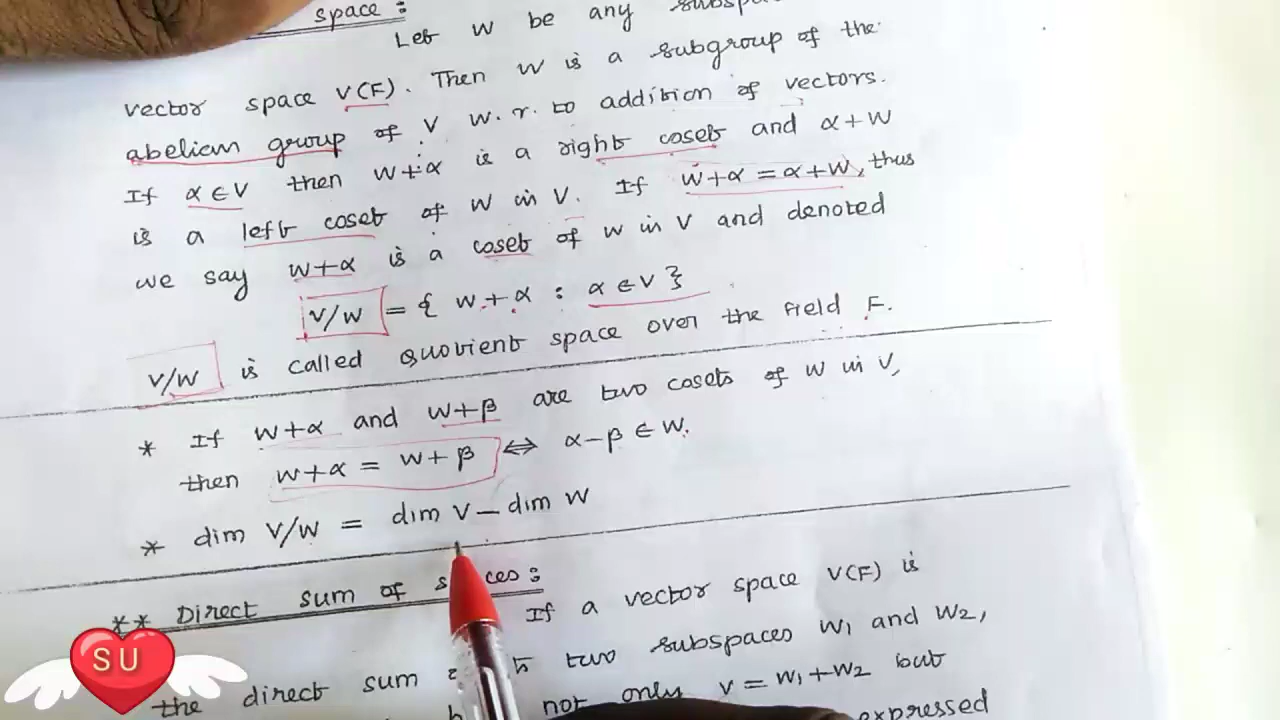 space :
Let W be any
vector space V(F). Then W is a subgroup of the
abelian group of V w.r.to addition of vectors.
If α ∈ V then W+α is a right coset and α+W
is a left coset of W in V. If W+α = α+W, thus
we say W+α is a coset of W in V and denoted
V/W = { W+α : α ∈ V }
V/W is called Quotient space over the field F.
* If W+α and W+β are two cosets of W in V,
then W+α = W+β ⇔ α-β ∈ W.
* dim V/W = dim V - dim W
** Direct sum of
If a vector space V(F) is
the direct sum two subspaces W1 and W2,
not only V = W1+W2 but
expressed
SU